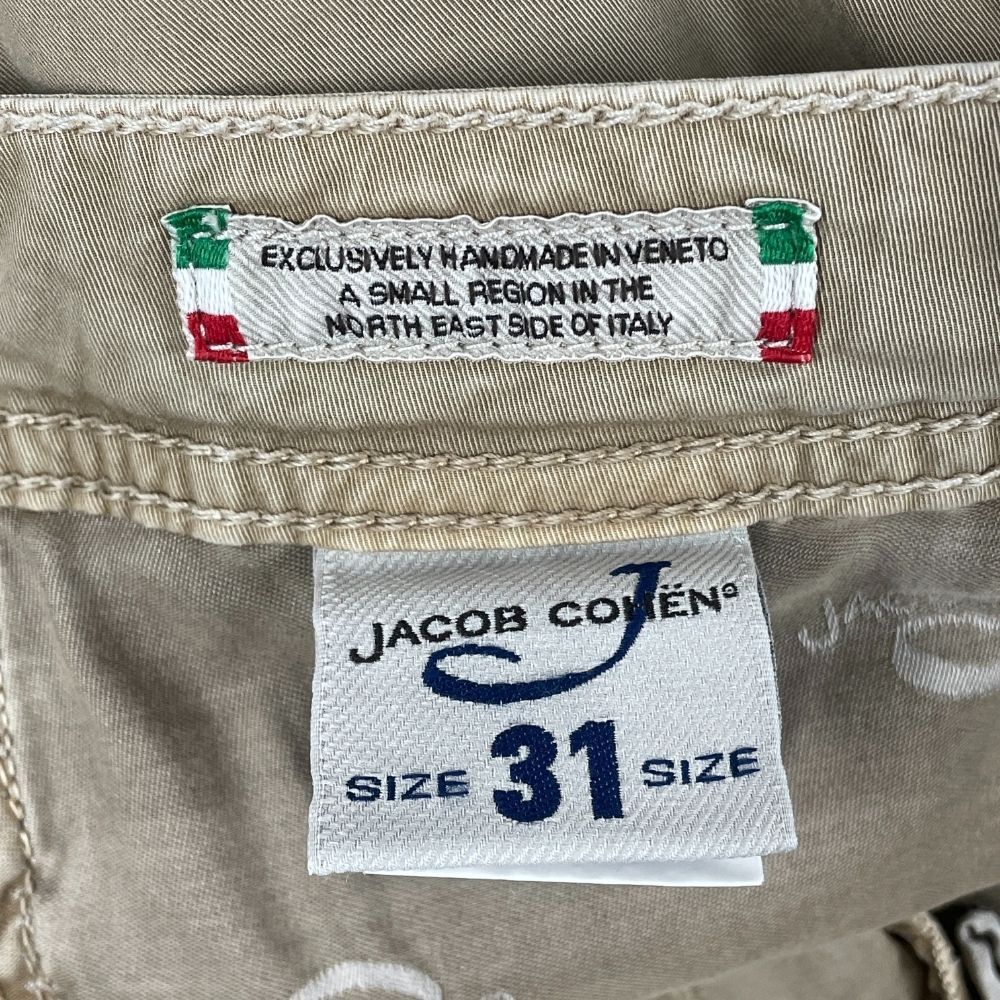 EXCLUSIVELY HANDMADE IN VENETO
A SMALL REGION IN THE
NORTH EAST SIDE OF ITALY
JACOB COHËN®
J
SIZE 31 SIZE